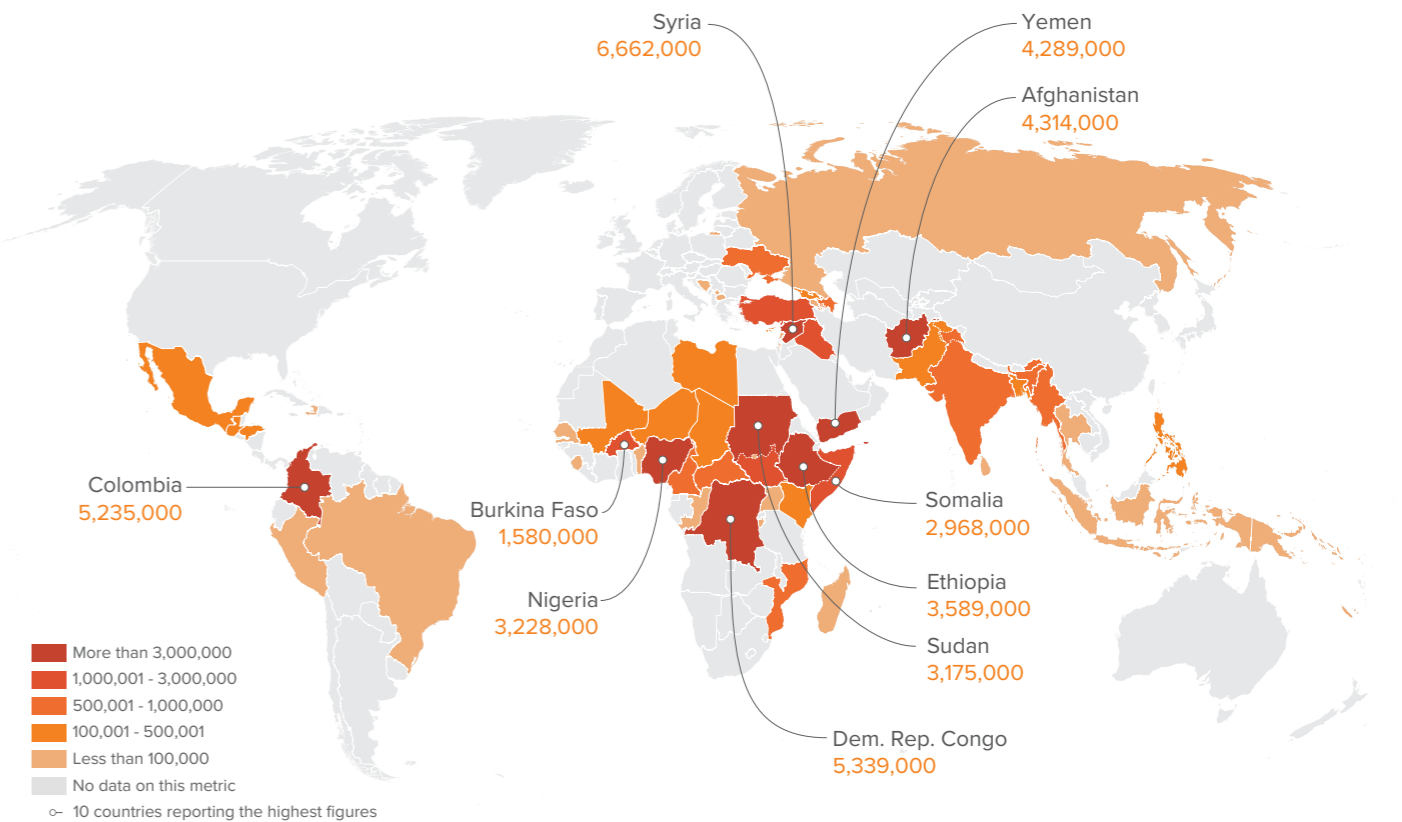 Syria
6,662,000
Yemen
4,289,000
Afghanistan
4,314,000
Colombia
5,235,000
Burkina Faso
1,580,000
Nigeria
3,228,000
Somalia
2,968,000
Ethiopia
3,589,000
Sudan
3,175,000
Dem. Rep. Congo
5,339,000
More than 3,000,000
1,000,001 - 3,000,000
500,001 - 1,000,000
100,001 - 500,001
Less than 100,000
No data on this metric
10 countries reporting the highest figures